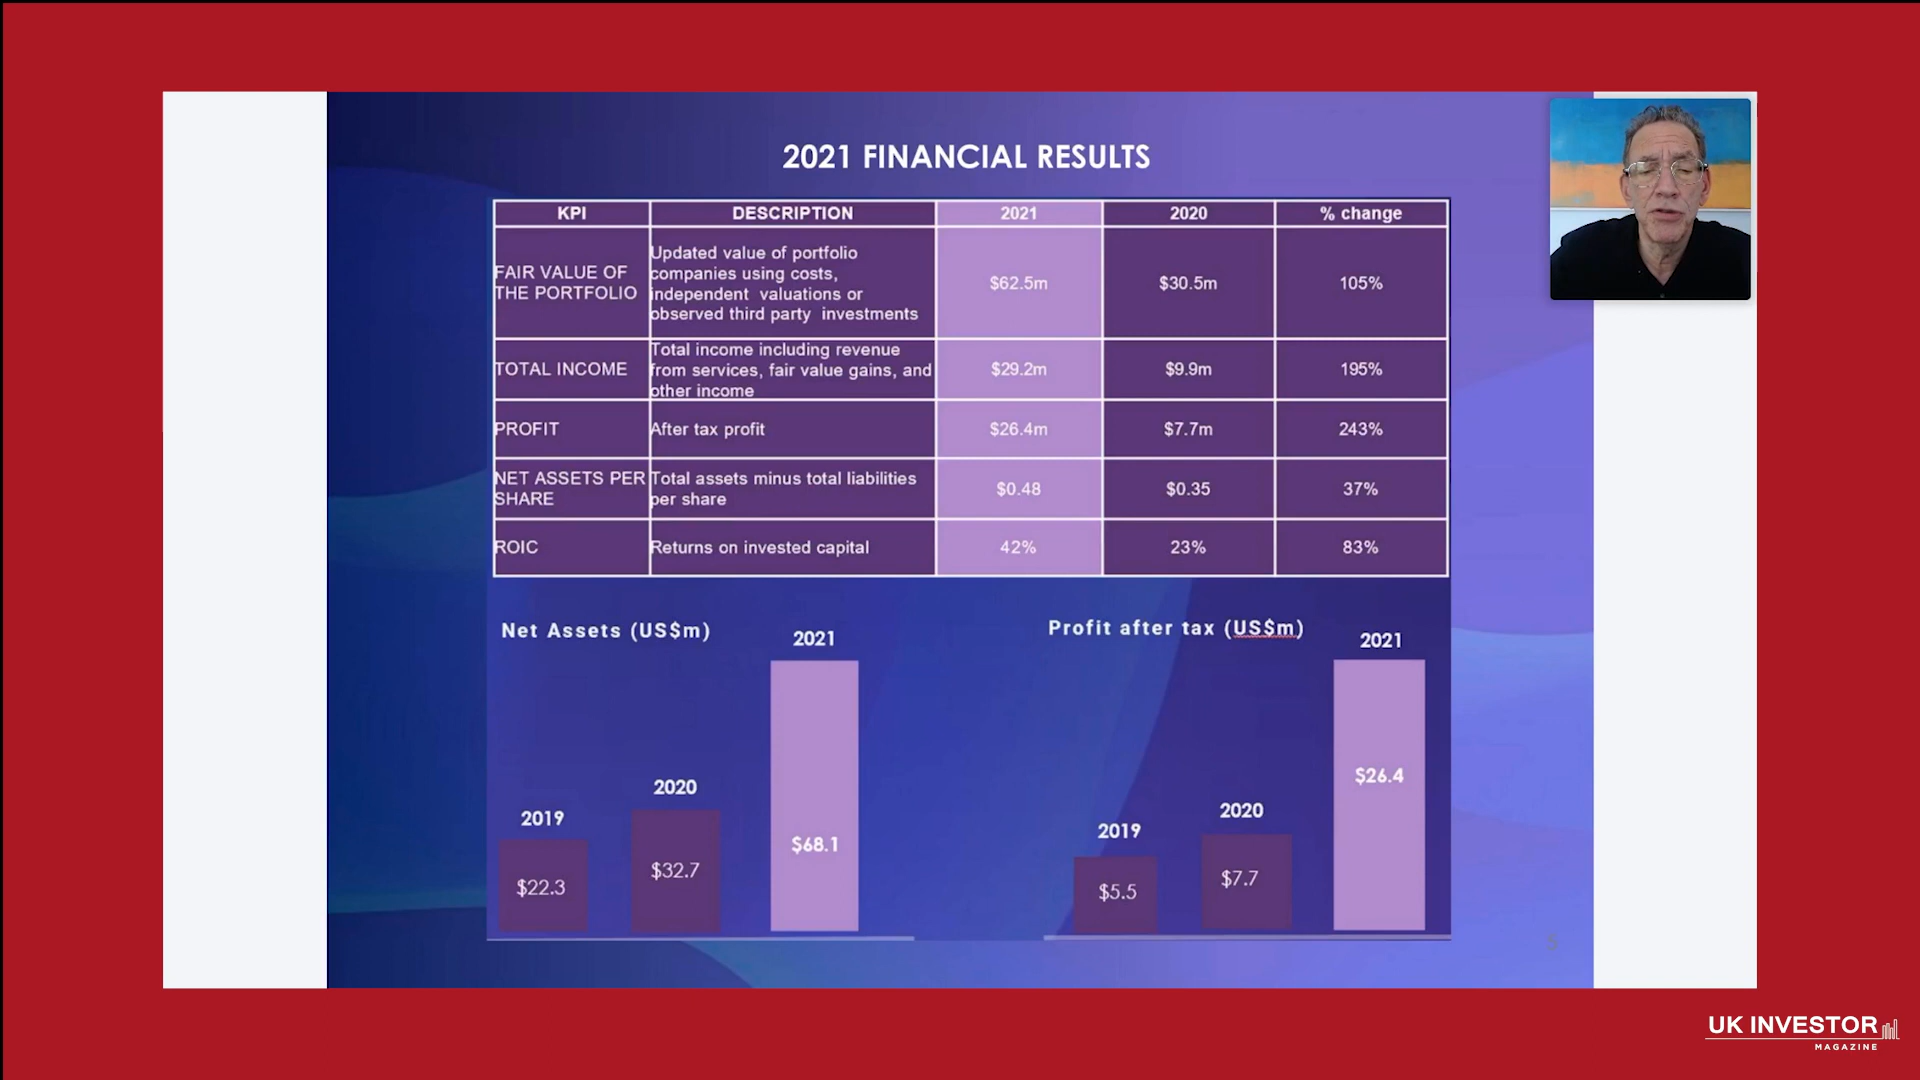 2021 FINANCIAL RESULTS
KPI DESCRIPTION 2021 2020 % change
FAIR VALUE OF
THE PORTFOLIO
Updated value of portfolio
companies using costs,
independent valuations or
observed third party investments
$62.5m $30.5m 105%
TOTAL INCOME
Total income including revenue
from services, fair value gains, and
other income
$29.2m $9.9m 195%
PROFIT After tax profit $26.4m $7.7m 243%
NET ASSETS PER
SHARE
Total assets minus total liabilities
per share
$0.48 $0.35 37%
ROIC Returns on invested capital 42% 23% 83%
Net Assets (US$m)
2019
$22.3
2020
$32.7
2021
$68.1
Profit after tax (US$m)
2019
$5.5
2020
$7.7
2021
$26.4
UK INVESTOR
MAGAZINE